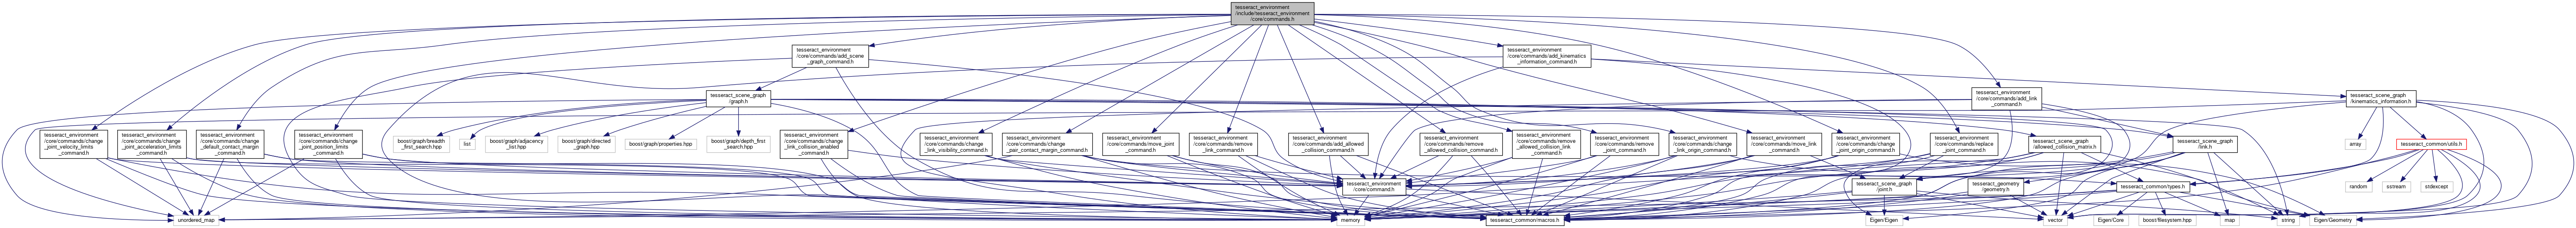 tesseract_environment
/include/tesseract_environment
/core/commands.h
tesseract_environment
/core/commands/add_scene
_graph_command.h
tesseract_environment
/core/commands/add_kinematics
_information_command.h
tesseract_scene_graph
/graph.h
tesseract_environment
/core/commands/add_link
_command.h
tesseract_scene_graph
/kinematics_information.h
tesseract_environment
/core/commands/change
_joint_velocity_limits
_command.h
tesseract_environment
/core/commands/change
_joint_acceleration_limits
_command.h
tesseract_environment
/core/commands/change
_default_contact_margin
_command.h
tesseract_environment
/core/commands/change
_joint_position_limits
_command.h
boost/graph/breadth
_first_search.hpp
list
boost/graph/adjacency
_list.hpp
boost/graph/directed
_graph.hpp
boost/graph/properties.hpp
boost/graph/depth_first
_search.hpp
tesseract_environment
/core/commands/change
_link_collision_enabled
_command.h
tesseract_environment
/core/commands/change
_link_visibility_command.h
tesseract_environment
/core/commands/change
_pair_contact_margin_command.h
tesseract_environment
/core/commands/move_joint
_command.h
tesseract_environment
/core/commands/remove
_link_command.h
tesseract_environment
/core/commands/add_allowed
_collision_command.h
tesseract_environment
/core/commands/remove
_allowed_collision_command.h
tesseract_environment
/core/commands/remove
_allowed_collision_link
_command.h
tesseract_environment
/core/commands/remove
_joint_command.h
tesseract_environment
/core/commands/change
_link_origin_command.h
tesseract_environment
/core/commands/move_link
_command.h
tesseract_environment
/core/commands/change
_joint_origin_command.h
tesseract_environment
/core/commands/replace
_joint_command.h
tesseract_scene_graph
/allowed_collision_matrix.h
tesseract_scene_graph
/link.h
array
tesseract_common/utils.h
tesseract_environment
/core/command.h
tesseract_scene_graph
/joint.h
tesseract_geometry
/geometry.h
tesseract_common/types.h
random
sstream
stdexcept
unordered_map
memory
tesseract_common/macros.h
Eigen/Eigen
vector
Eigen/Core
boost/filesystem.hpp
map
string
Eigen/Geometry